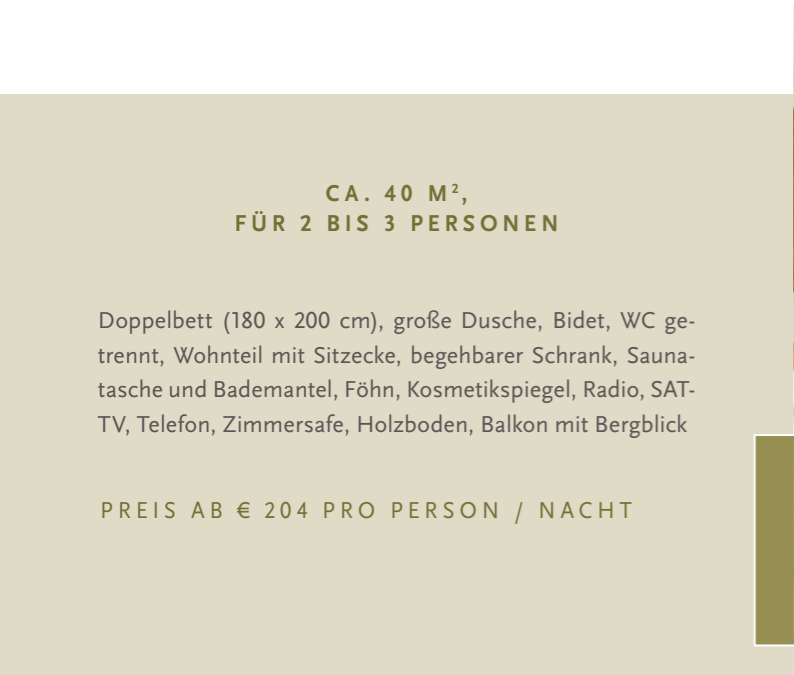 CA. 40 M²,
FÜR 2 BIS 3 PERSONEN
Doppelbett (180 x 200 cm), große Dusche, Bidet, WC ge-
trennt, Wohnteil mit Sitzecke, begehbarer Schrank, Sauna-
tasche und Bademantel, Föhn, Kosmetikspiegel, Radio, SAT-
TV, Telefon, Zimmersafe, Holzboden, Balkon mit Bergblick
PREIS AB € 204 PRO PERSON / NACHT